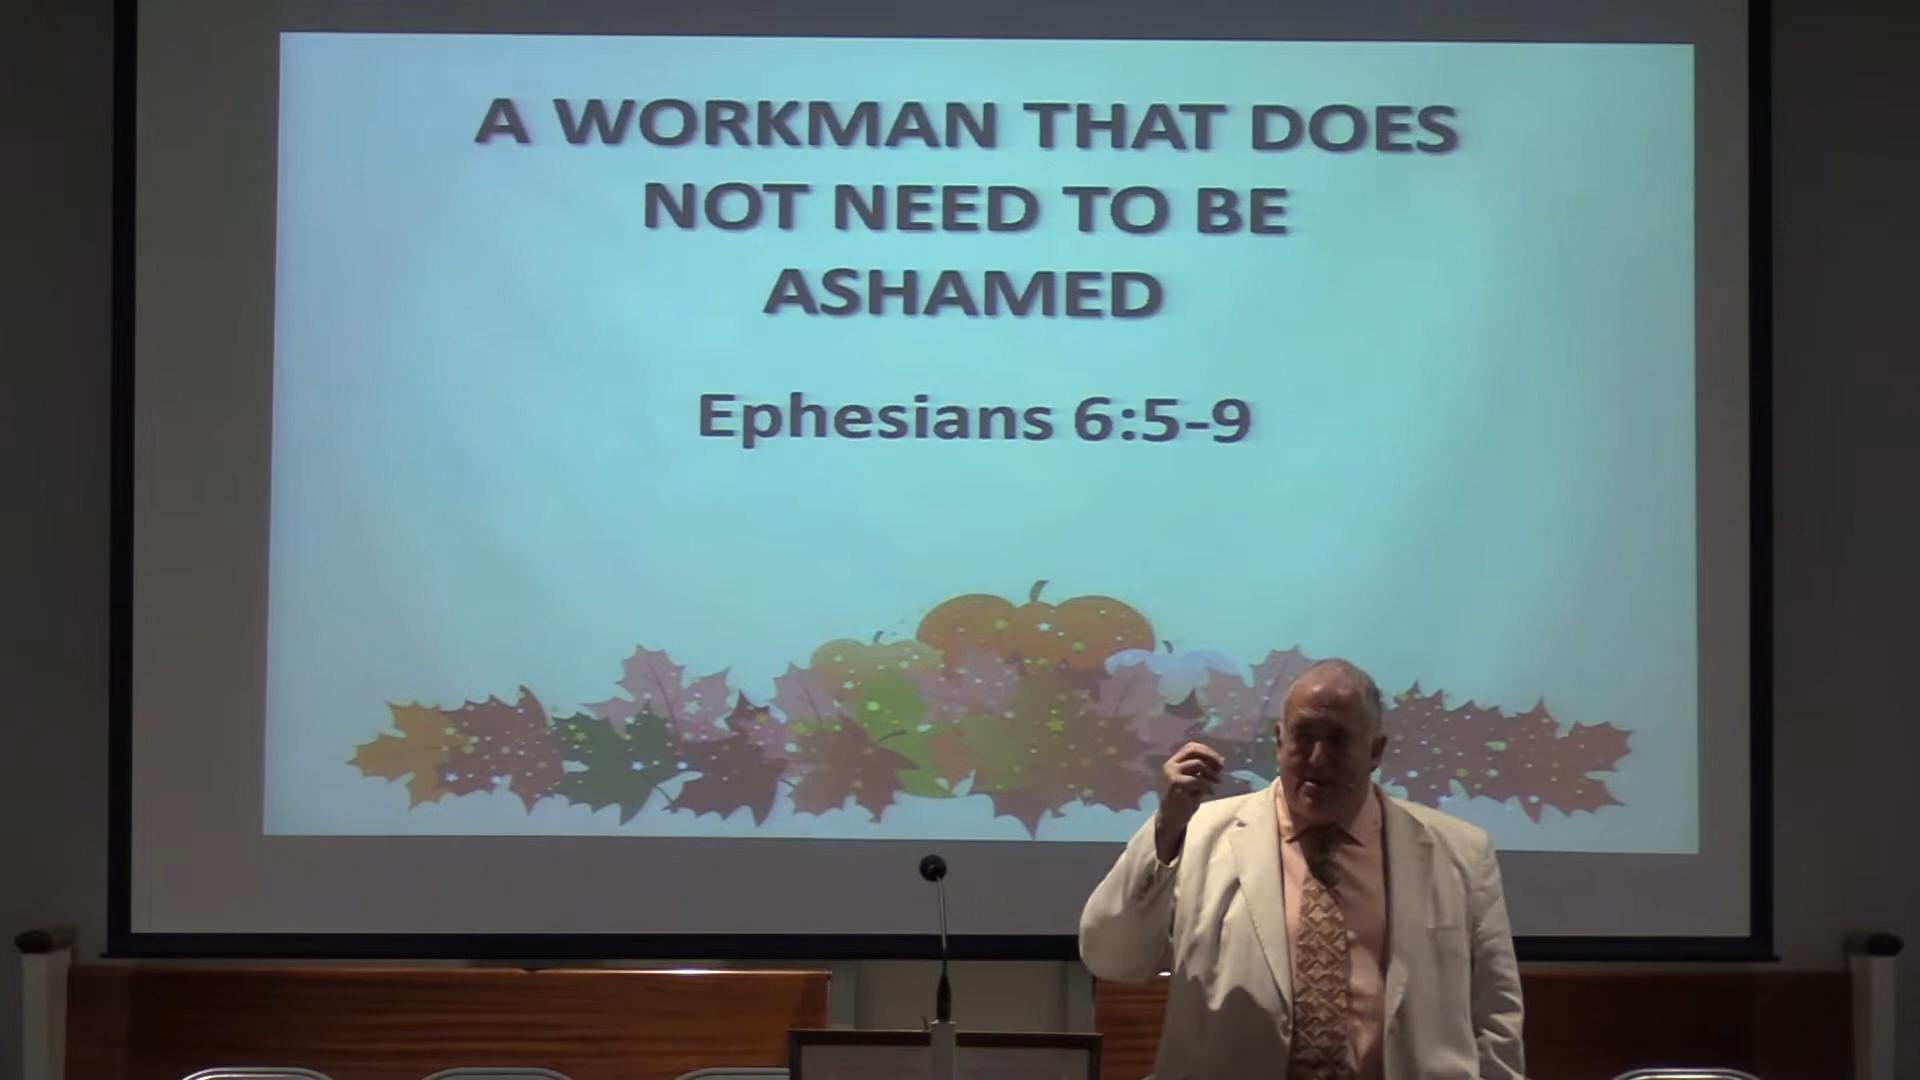 A WORKMAN THAT DOES
NOT NEED TO BE
ASHAMED
Ephesians 6:5-9